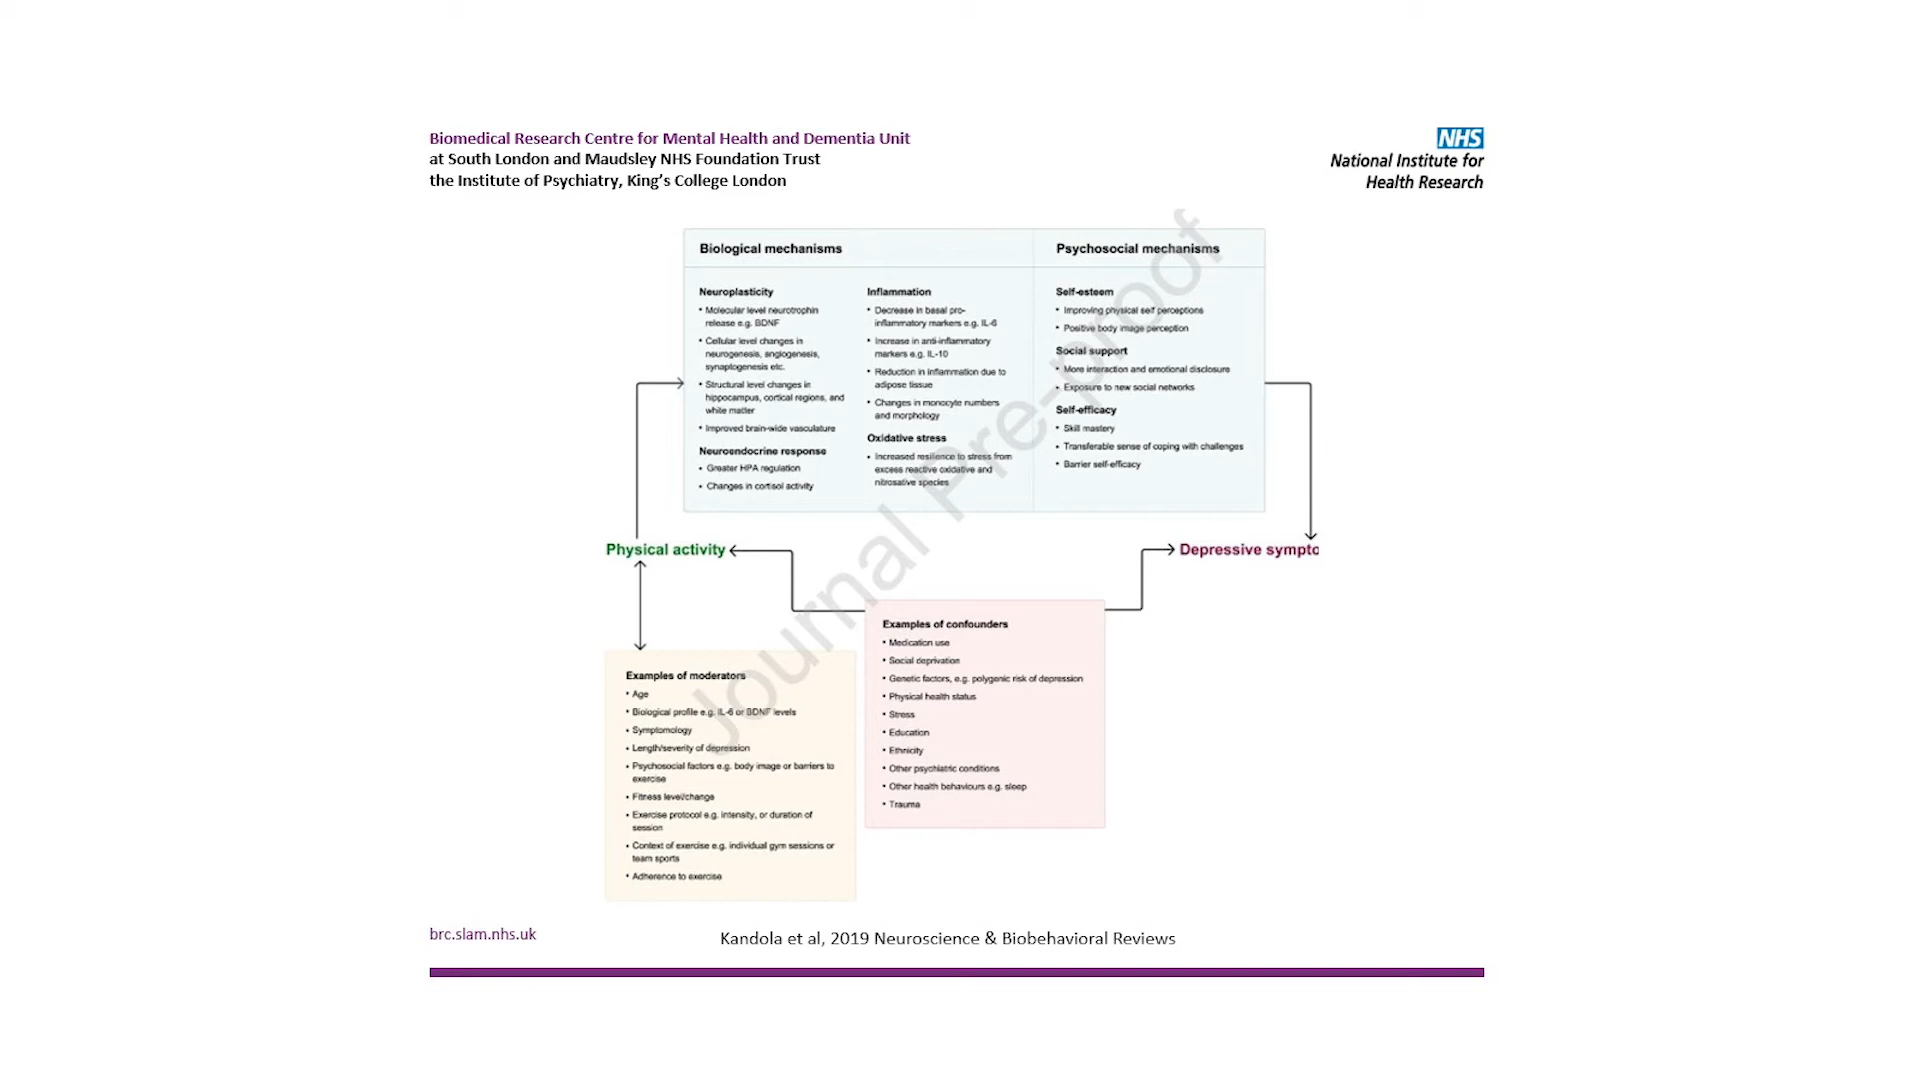 Biomedical Research Centre for Mental Health and Dementia Unit
at South London and Maudsley NHS Foundation Trust
the Institute of Psychiatry, King's College London
NHS
National Institute for
Health Research
Biological mechanisms
Neuroplasticity
• Molecular level neurotrophin
release e.g. BDNF
• Cellular level changes in
neurogenesis, angiogenesis,
synaptogenesis etc.
• Structural level changes in
hippocampus, cortical regions, and
white matter
• Improved brain-wide vasculature
Neuroendocrine response
• Greater HPA regulation
• Changes in cortisol activity
Inflammation
• Decrease in basal pro-
inflammatory markers e.g. IL-6
• Increase in anti-inflammatory
markers e.g. IL-10
• Reduction in inflammation due to
adipose tissue
• Changes in monocyte numbers
and morphology
Oxidative stress
• Increased resilience to stress from
excess reactive oxidative and
nitrosative species
Psychosocial mechanisms
Self-esteem
• Improving physical self perceptions
• Positive body image perception
Social support
• More interaction and emotional disclosure
• Exposure to new social networks
Self-efficacy
• Skill mastery
• Transferable sense of coping with challenges
• Barrier self-efficacy
Journal Pre-proof
Physical activity
Depressive sympto
Examples of moderators
• Age
• Biological profile e.g. IL-6 or BDNF levels
• Symptomology
• Length/severity of depression
• Psychosocial factors e.g. body image or barriers to
exercise
• Fitness level/change
• Exercise protocol e.g. intensity, or duration of
session
• Context of exercise e.g. individual gym sessions or
team sports
• Adherence to exercise
Examples of confounders
• Medication use
• Social deprivation
• Genetic factors, e.g. polygenic risk of depression
• Physical health status
• Stress
• Education
• Ethnicity
• Other psychiatric conditions
• Other health behaviours e.g. sleep
• Trauma
brc.slam.nhs.uk
Kandola et al, 2019 Neuroscience & Biobehavioral Reviews